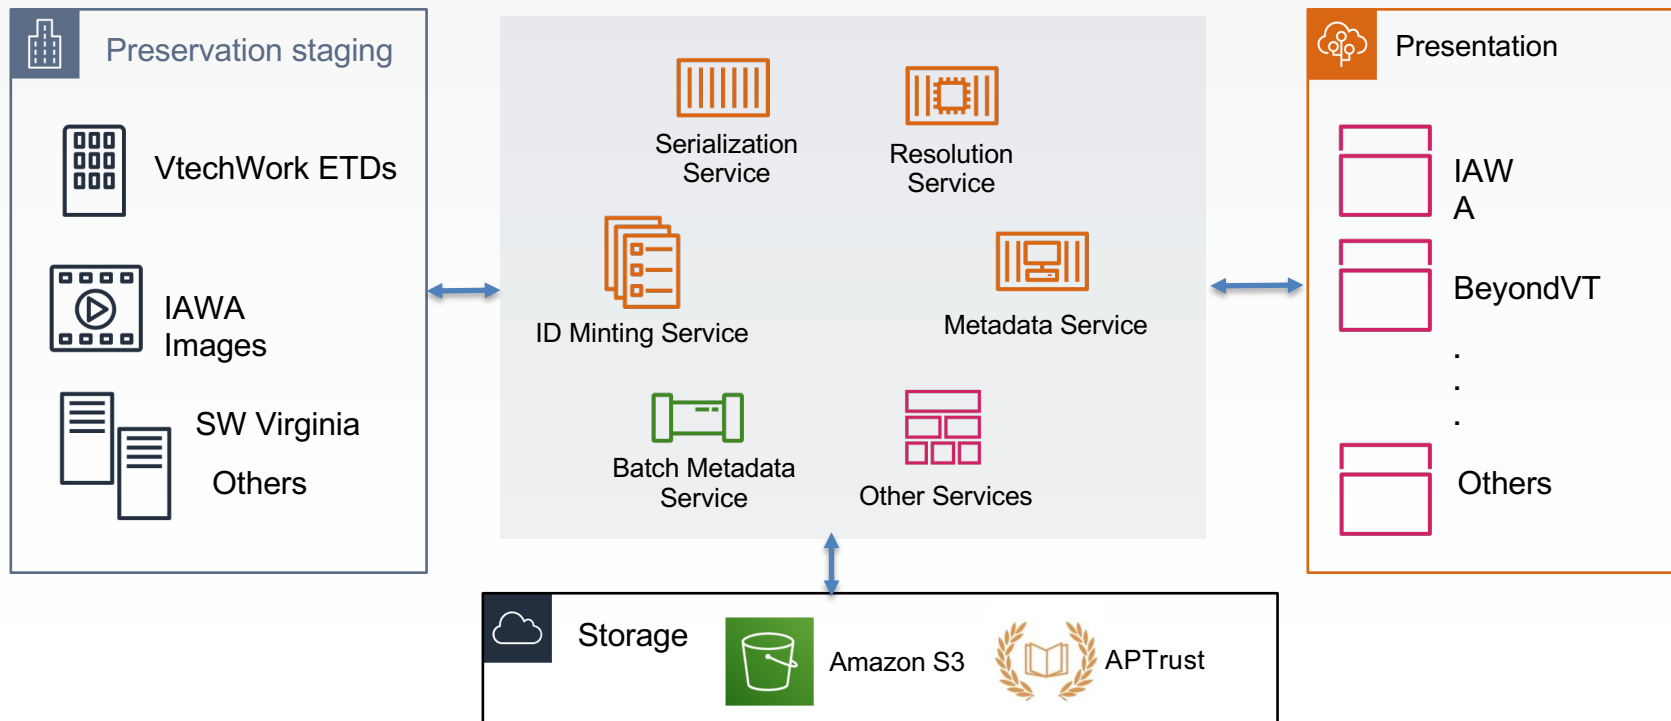 Preservation staging
VtechWork ETDs
IAWA
Images
SW Virginia
Others
Serialization
Service
Resolution
Service
ID Minting Service
Metadata Service
Batch Metadata
Service
Other Services
Presentation
IAW
A
BeyondVT
.
.
.
Others
Storage
Amazon S3
APTrust